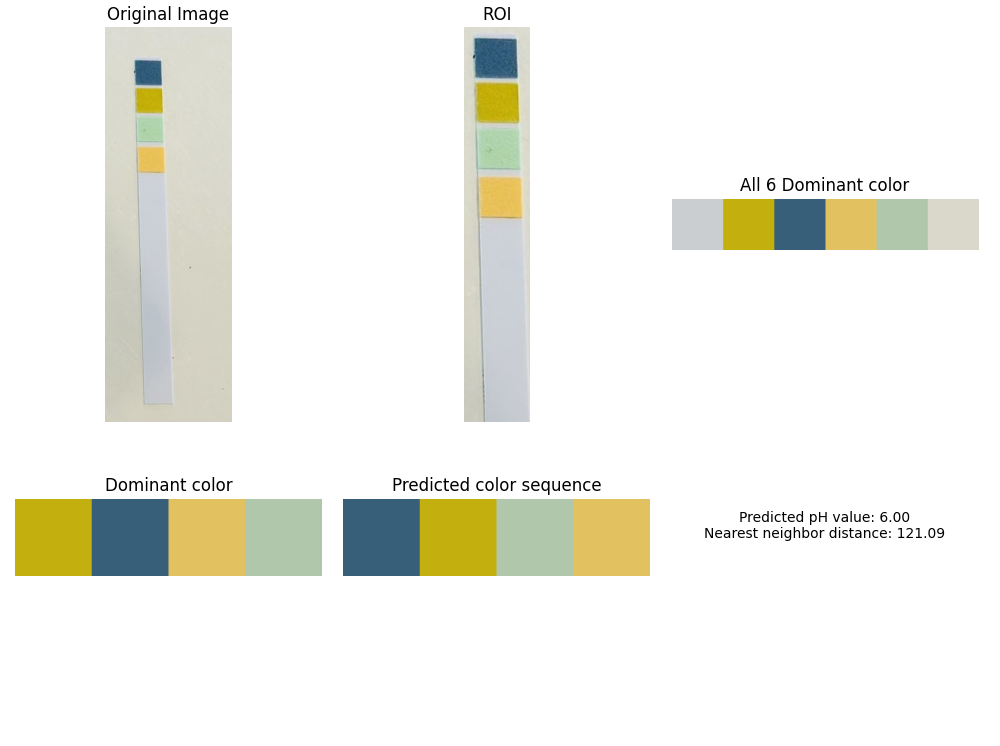 Original Image
ROI
All 6 Dominant color
Dominant color
Predicted color sequence
Predicted pH value: 6.00
Nearest neighbor distance: 121.09